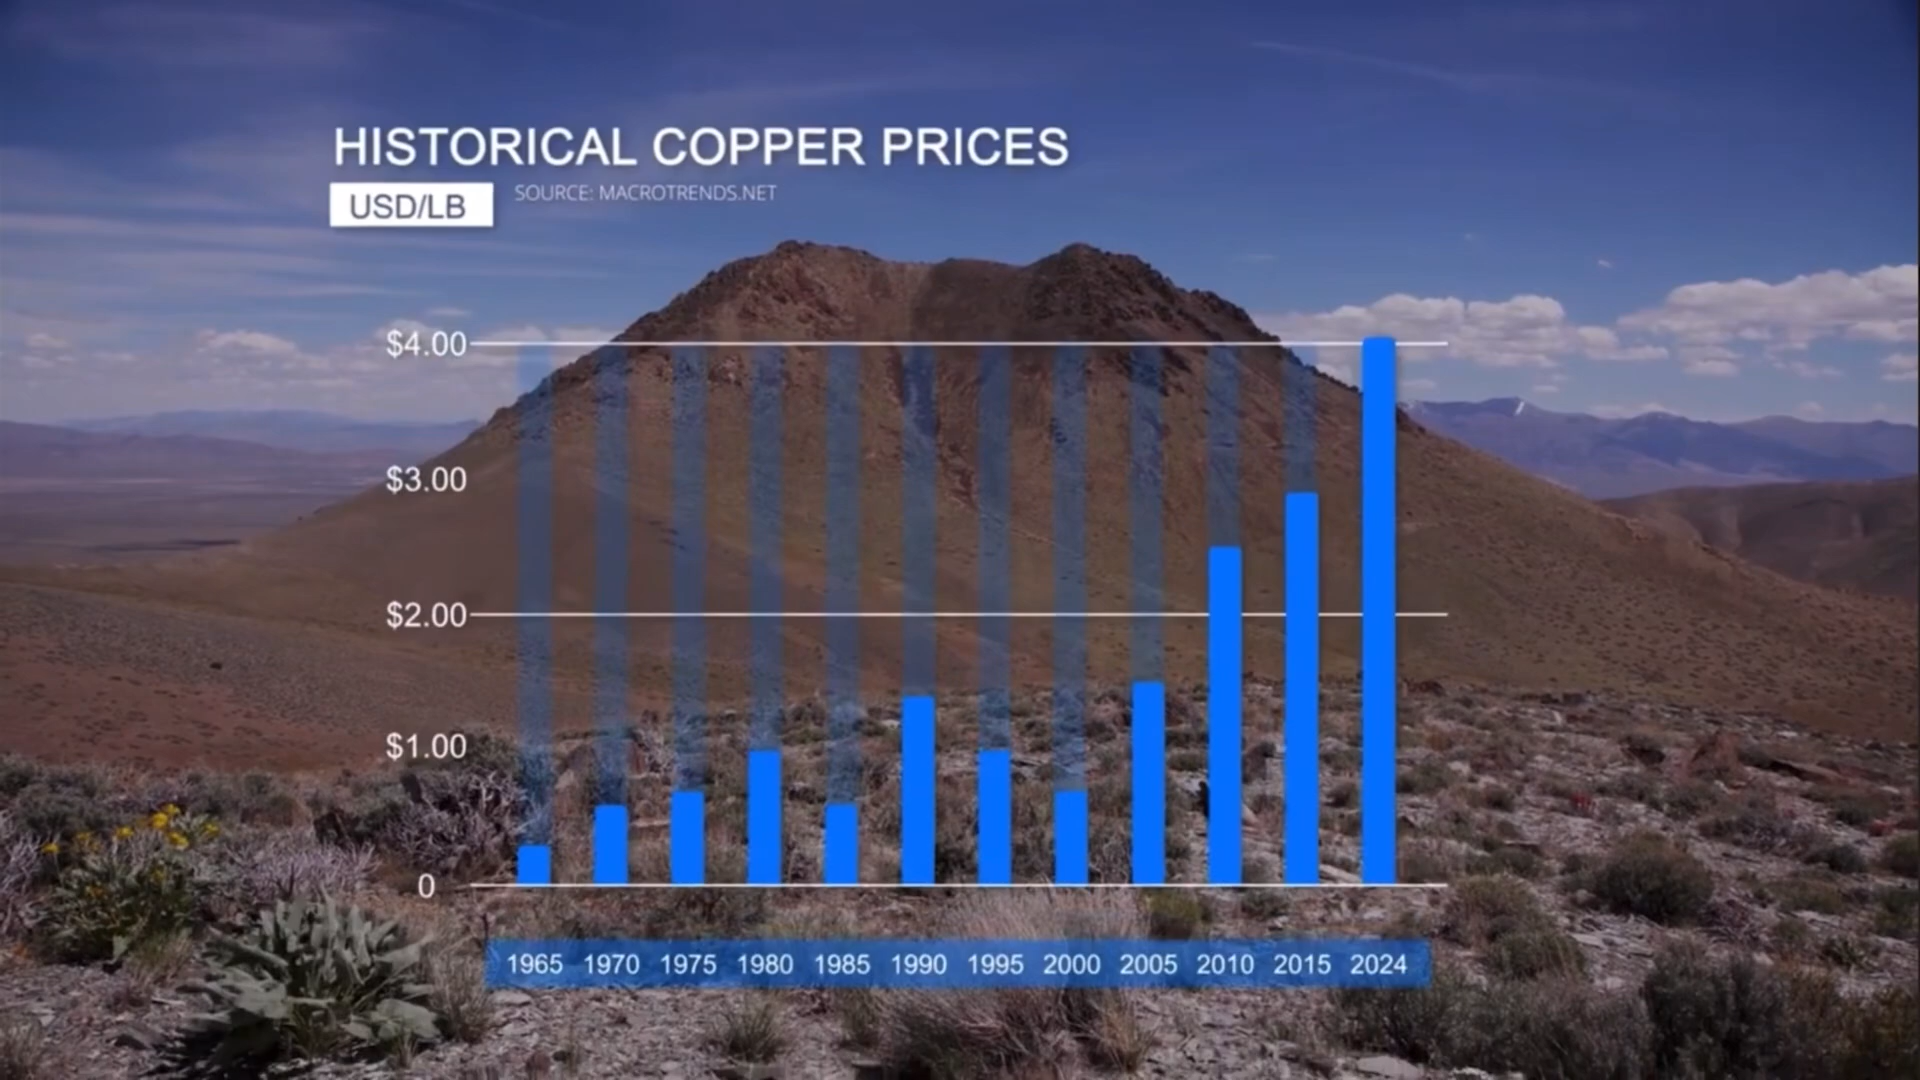 HISTORICAL COPPER PRICES
USD/LB SOURCE: MACROTRENDS.NET
$4.00
$3.00
$2.00
$1.00
0
1965 1970 1975 1980 1985 1990 1995 2000 2005 2010 2015 2024